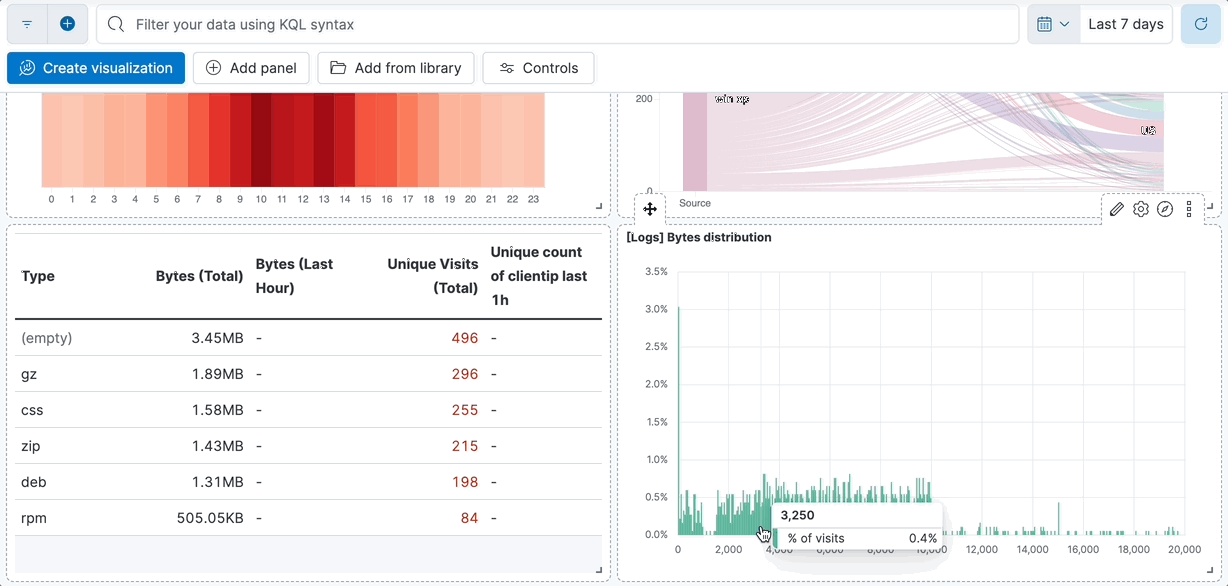 Filter your data using KQL syntax
Last 7 days
Create visualization
Add panel
Add from library
Controls
0 1 2 3 4 5 6 7 8 9 10 11 12 13 14 15 16 17 18 19 20 21 22 23
200
win xp
US
0
Source
Type Bytes (Total) Bytes (Last Hour) Unique Visits (Total) Unique count of clientip last 1h
(empty) 3.45MB - 496 -
gz 1.89MB - 296 -
css 1.58MB - 255 -
zip 1.43MB - 215 -
deb 1.31MB - 198 -
rpm 505.05KB - 84 -
[Logs] Bytes distribution
3.5%
3.0%
2.5%
2.0%
1.5%
1.0%
0.5%
0.0%
3,250
% of visits 0.4%
0 2,000 4,000 6,000 8,000 10,000 12,000 14,000 16,000 18,000 20,000